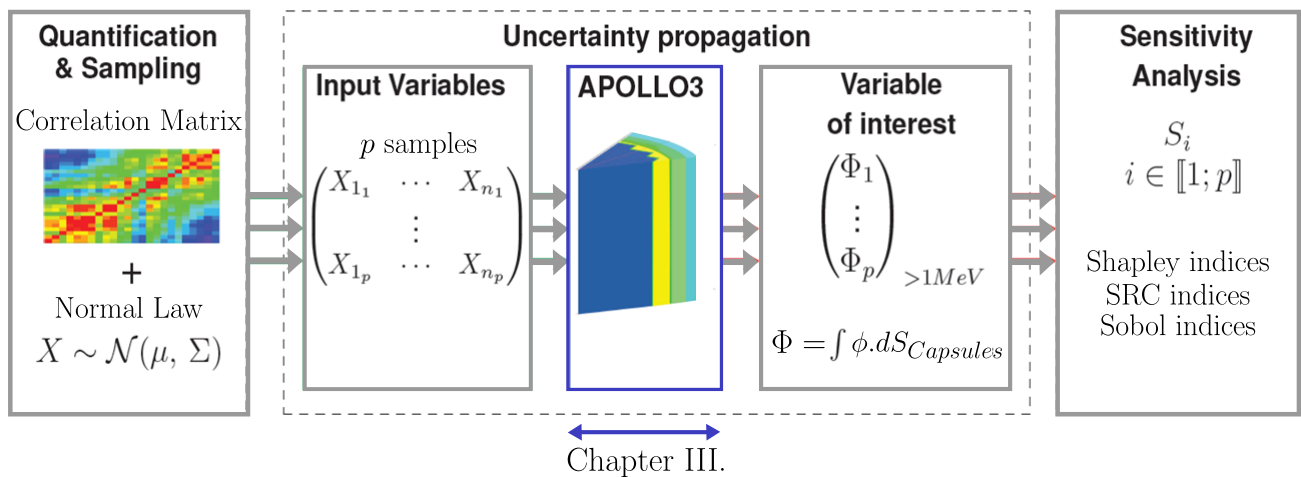 Quantification
& Sampling
Correlation Matrix
+
Normal Law
X ∼ 𝒩(μ, Σ)
Uncertainty propagation
Input Variables
p samples
X_{1_1} ⋯ X_{n_1}
⋮
X_{1_p} ⋯ X_{n_p}
APOLLO3
Variable
of interest
Φ_1
⋮
Φ_p
>1MeV
Φ = ∫ ϕ.dS_{Capsules}
Sensitivity
Analysis
S_i
i ∈ ⟦1; p⟧
Shapley indices
SRC indices
Sobol indices
Chapter III.